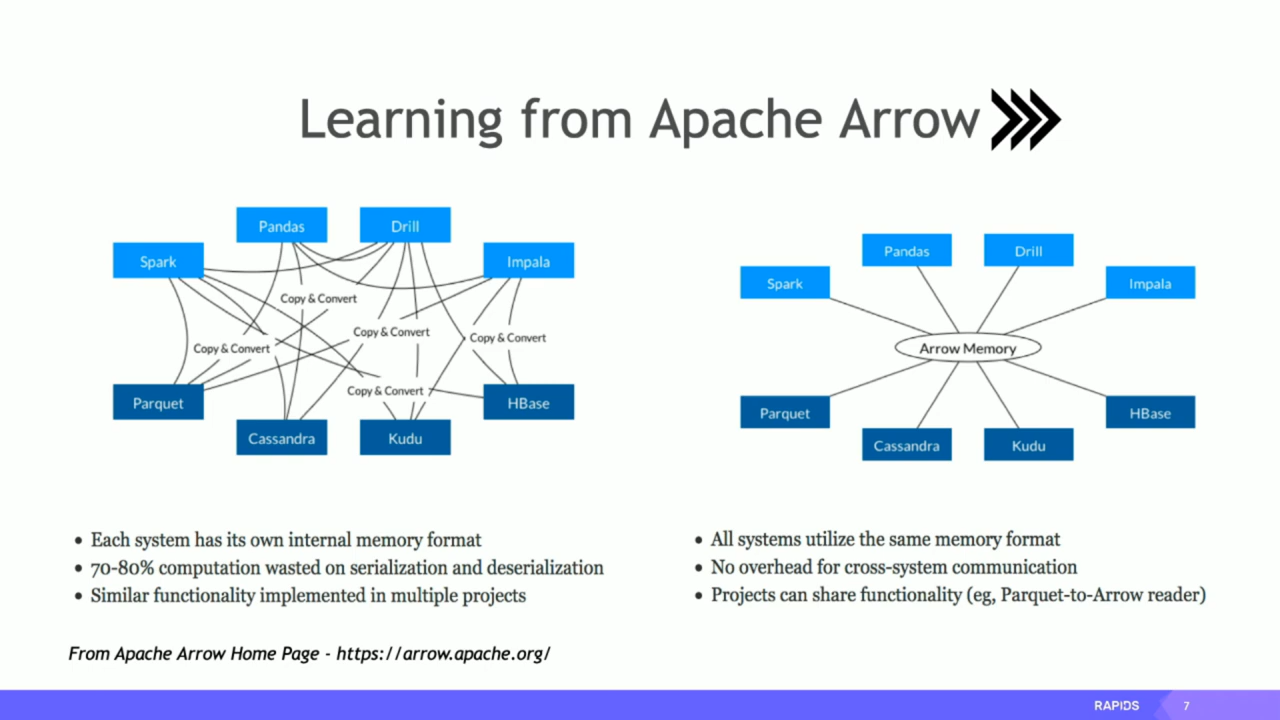 Learning from Apache Arrow
Pandas
Drill
Spark
Impala
Copy & Convert
Copy & Convert
Copy & Convert
Copy & Convert
Copy & Convert
Parquet
HBase
Cassandra
Kudu
Pandas
Drill
Spark
Impala
Arrow Memory
Parquet
HBase
Cassandra
Kudu
• Each system has its own internal memory format
• 70-80% computation wasted on serialization and deserialization
• Similar functionality implemented in multiple projects
• All systems utilize the same memory format
• No overhead for cross-system communication
• Projects can share functionality (eg, Parquet-to-Arrow reader)
From Apache Arrow Home Page - https://arrow.apache.org/
RAPIDS 7